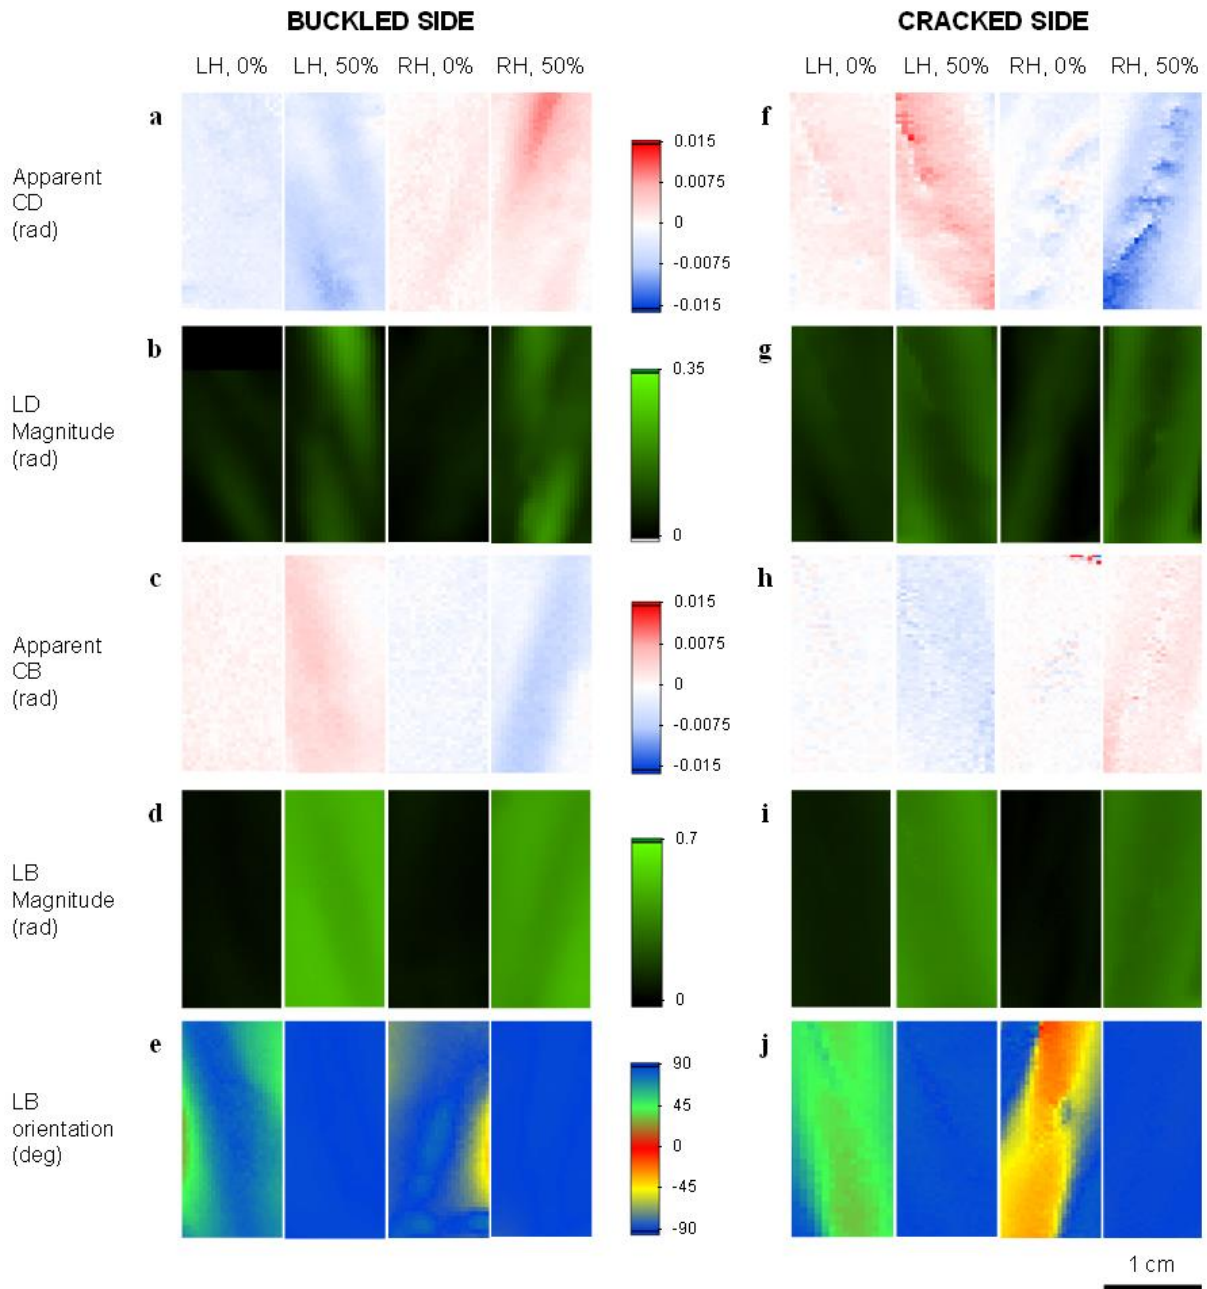 BUCKLED SIDE
CRACKED SIDE
LH, 0% LH, 50% RH, 0% RH, 50%
LH, 0% LH, 50% RH, 0% RH, 50%
a
f
Apparent
CD
(rad)
0.015
0.0075
0
-0.0075
-0.015
b
g
LD
Magnitude
(rad)
0.35
0
c
h
Apparent
CB
(rad)
0.015
0.0075
0
-0.0075
-0.015
d
i
LB
Magnitude
(rad)
0.7
0
e
j
LB
orientation
(deg)
90
45
0
-45
-90
1 cm